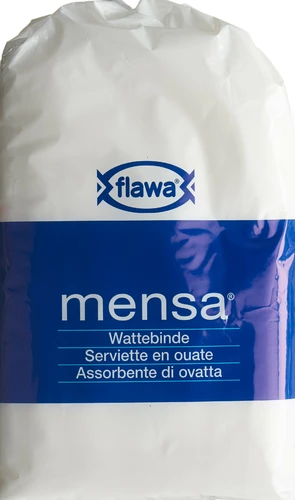 flawa®
mensa®
Wattebinde
Serviette en ouate
Assorbente di ovatta